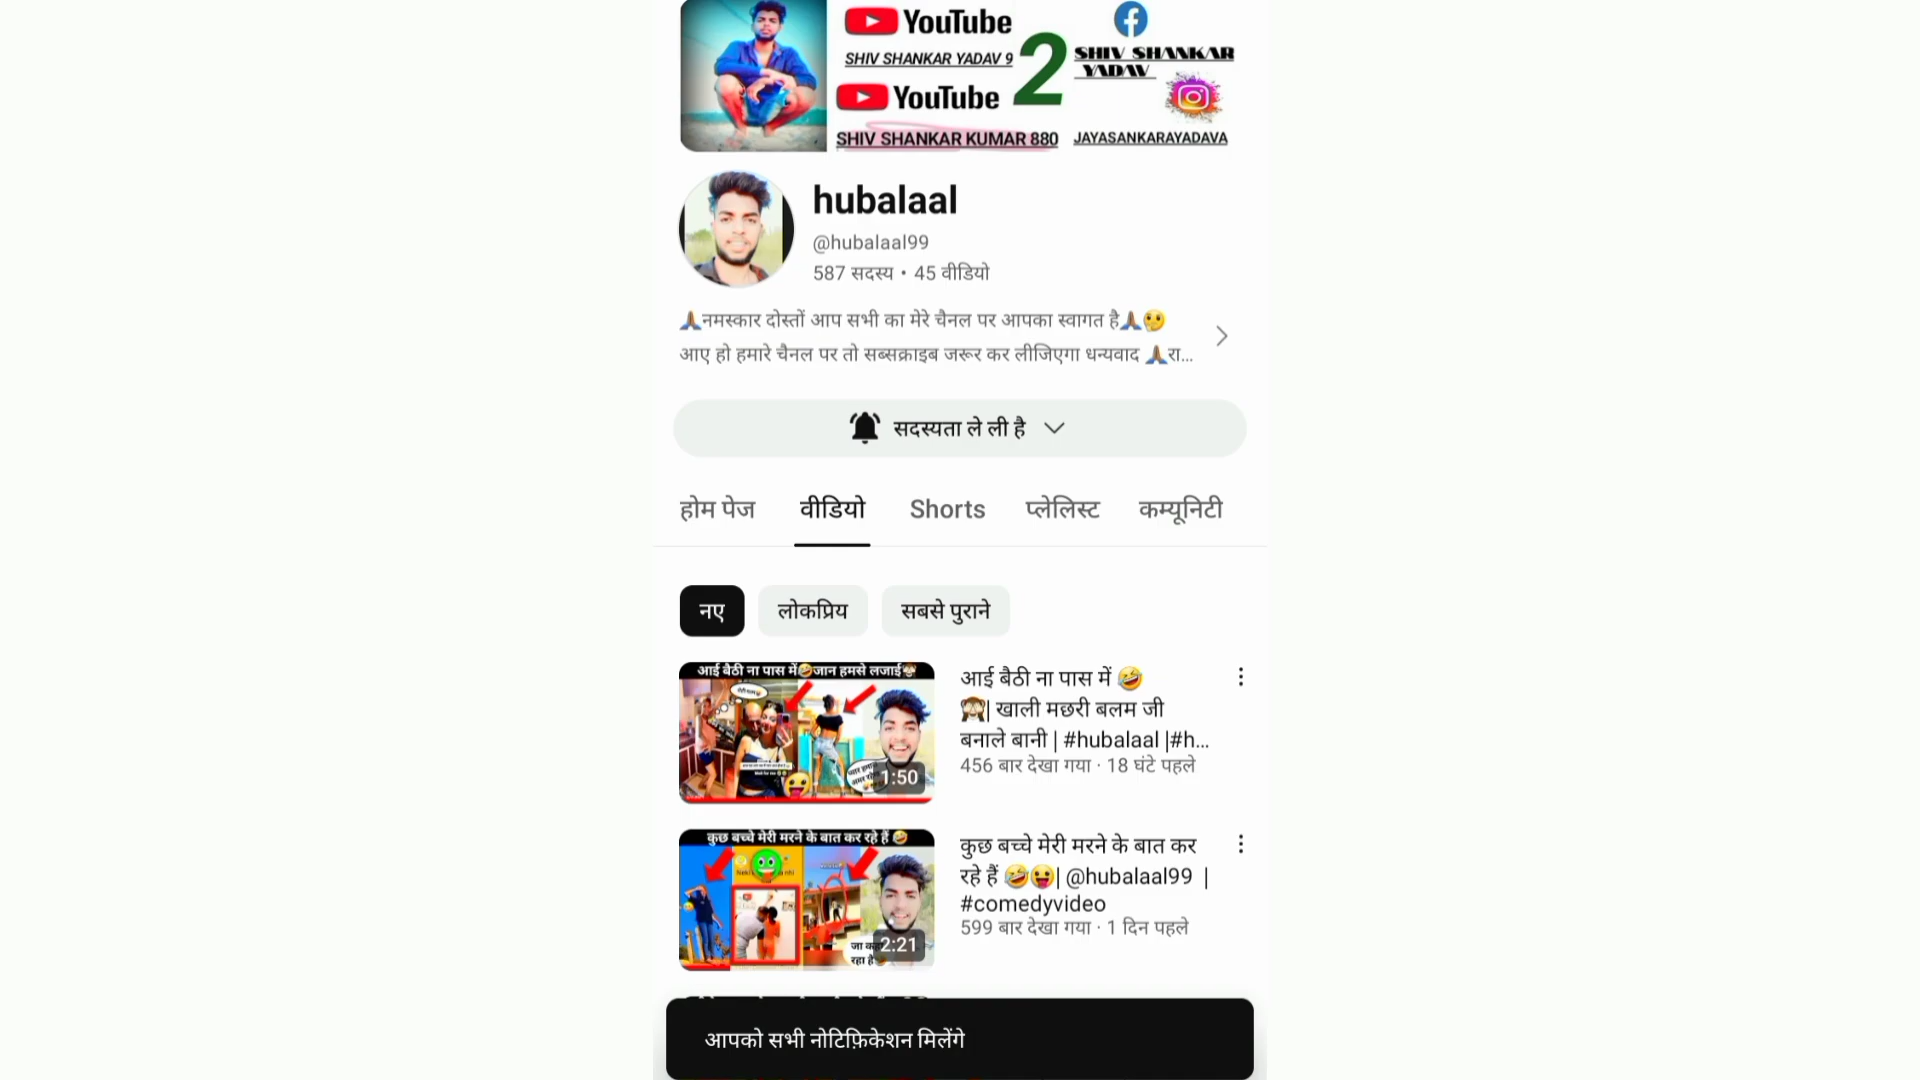 YouTube
SHIV SHANKAR YADAV 9
YouTube
SHIV SHANKAR KUMAR 880
2
SHIV SHANKAR
YADAV
JAYASANKARAYADAVA
hubalaal
@hubalaal99
587 सदस्य • 45 वीडियो
🙏🏽नमस्कार दोस्तों आप सभी का मेरे चैनल पर आपका स्वागत है🙏🏽🤔
आए हो हमारे चैनल पर तो सब्सक्राइब जरूर कर लीजिएगा धन्यवाद 🙏🏽रा...
सदस्यता ले ली है
होम पेज
वीडियो
Shorts
प्लेलिस्ट
कम्यूनिटी
नए
लोकप्रिय
सबसे पुराने
आई बैठी ना पास में🤣जान हमसे लजाई🙈
1:50
आई बैठी ना पास में 🤣
🙈| खाली मछरी बलम जी
बनाले बानी | #hubalaal |#h...
456 बार देखा गया · 18 घंटे पहले
कुछ बच्चे मेरी मरने के बात कर रहे हैं 🤣
जा कह
रहा है
2:21
कुछ बच्चे मेरी मरने के बात कर
रहे हैं 🤣😝| @hubalaal99 |
#comedyvideo
599 बार देखा गया · 1 दिन पहले
आपको सभी नोटिफ़िकेशन मिलेंगे